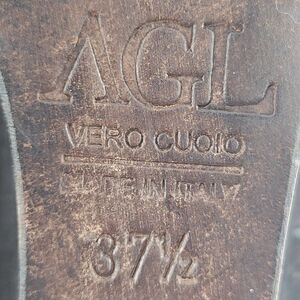 AGL
VERO CUOIO
MADE IN ITALY
37½